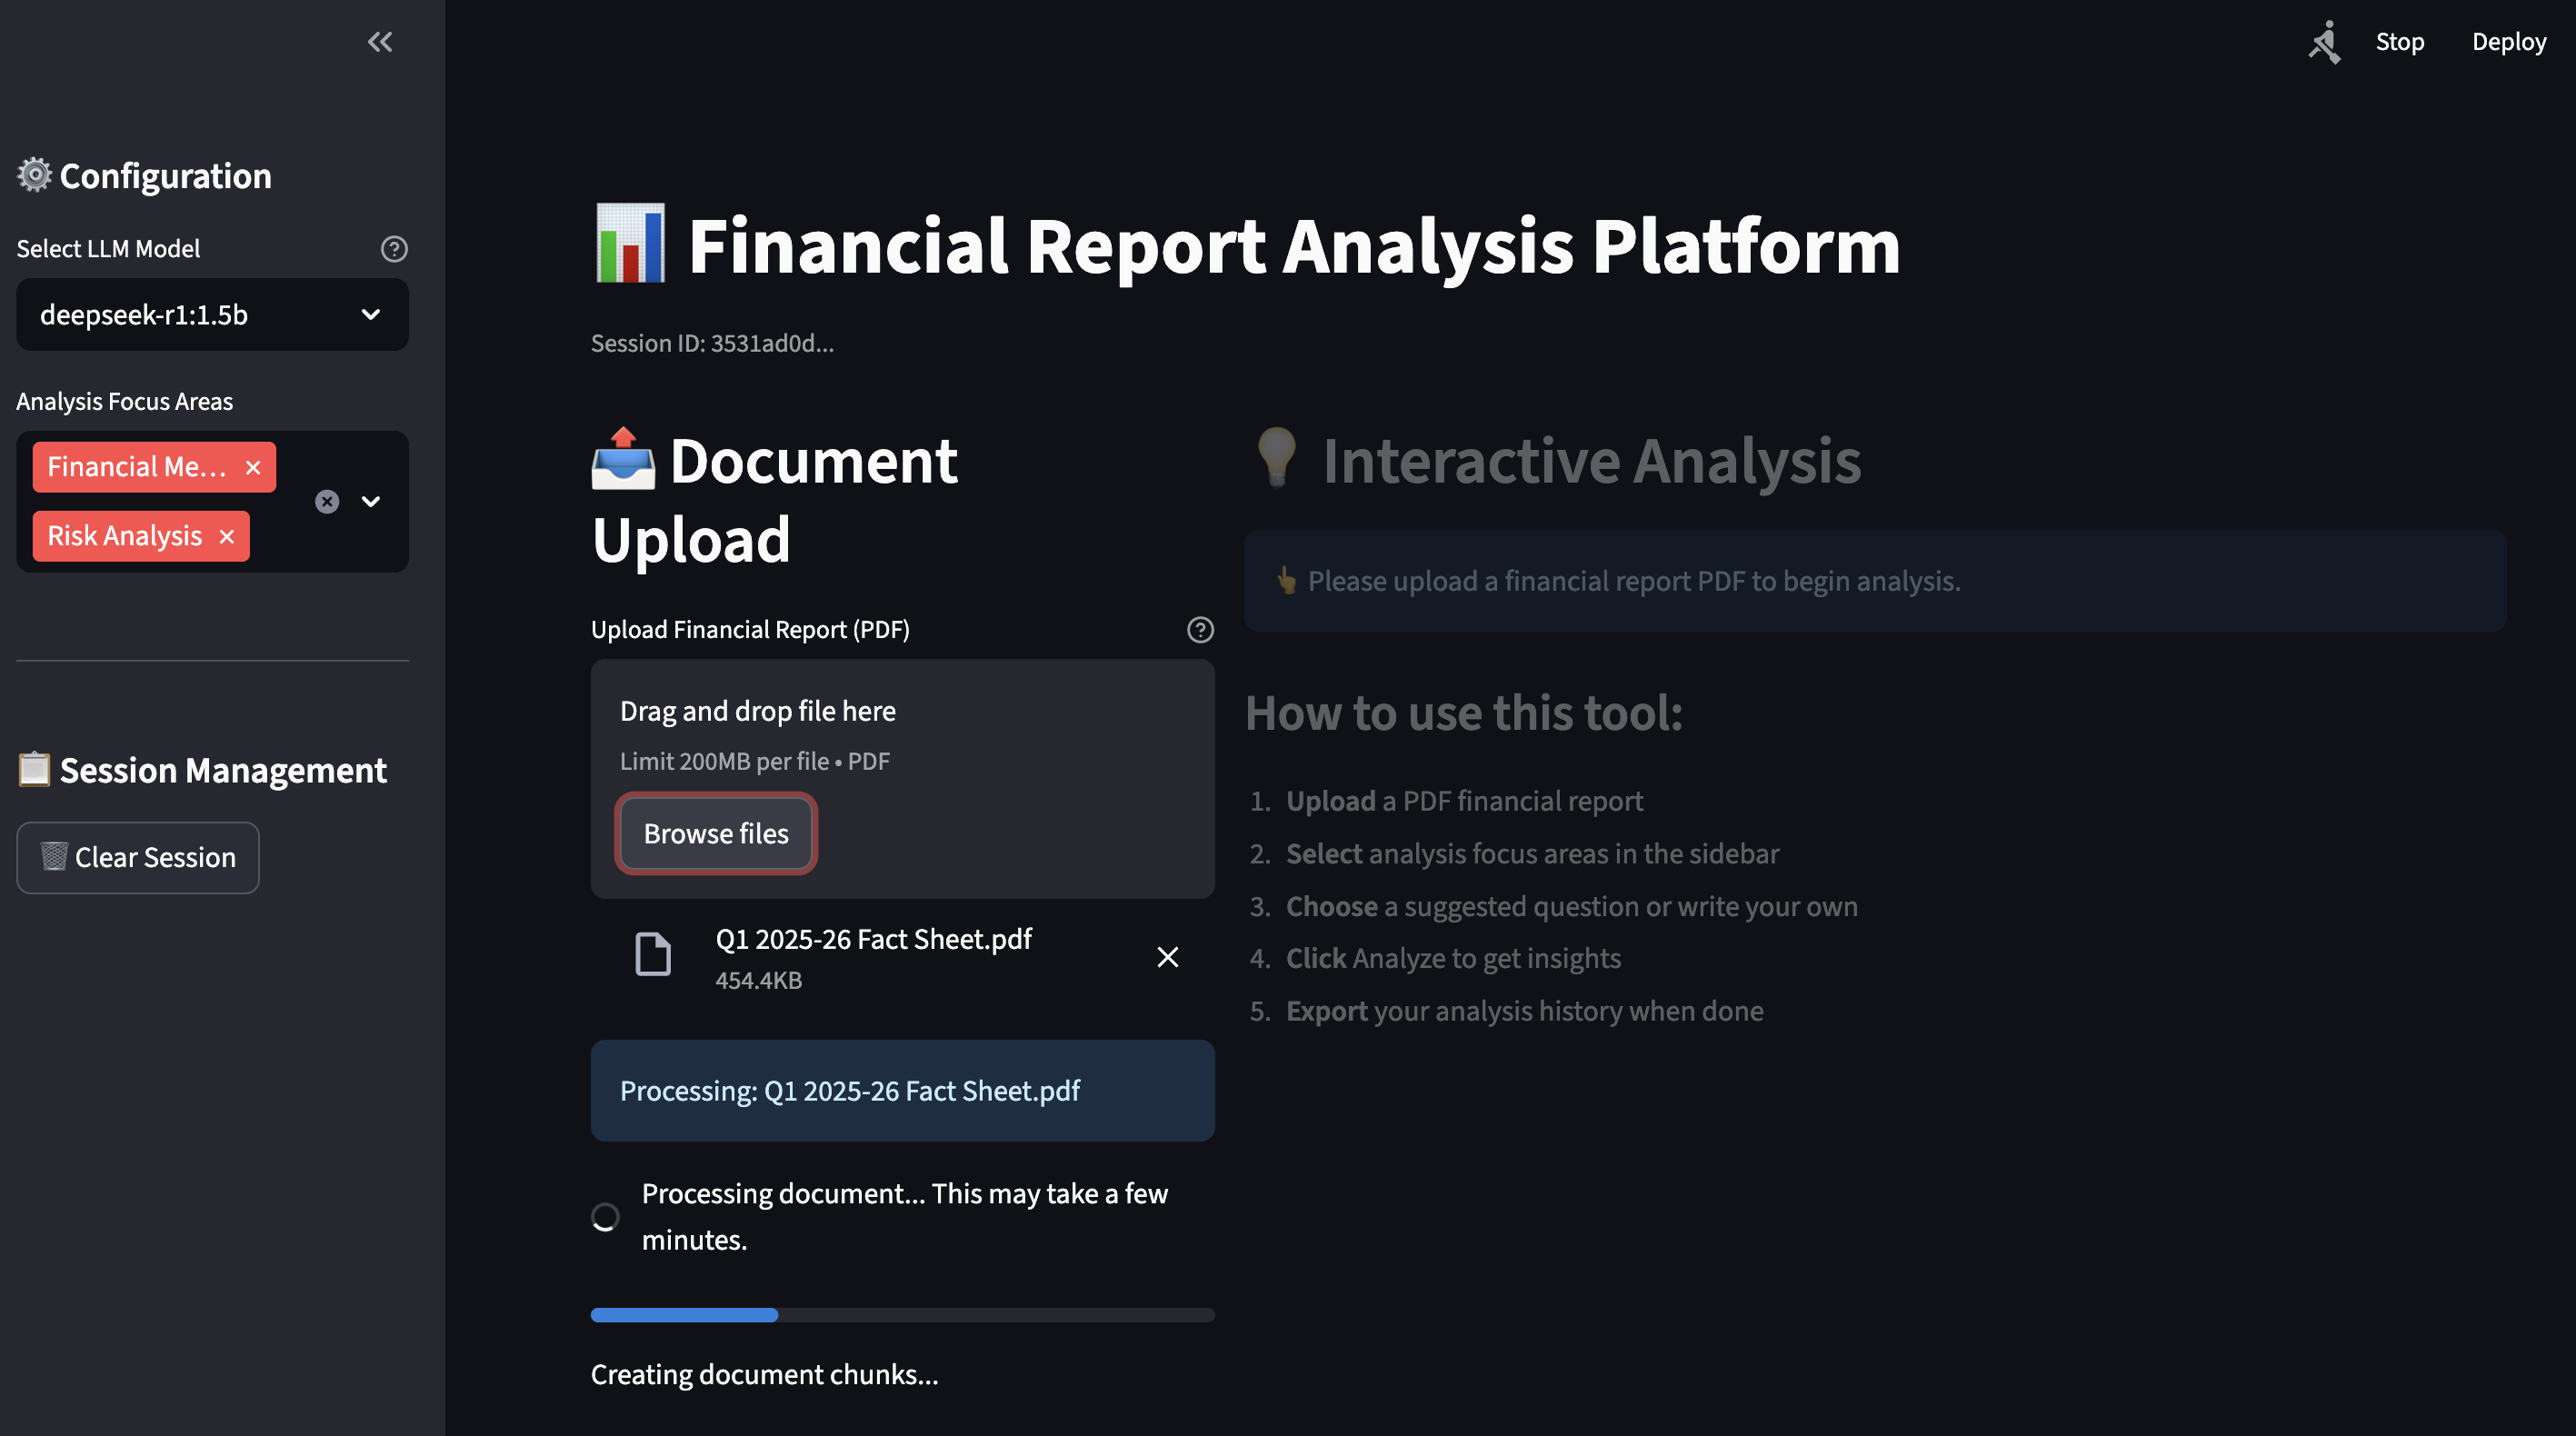 Stop
Deploy
Configuration
Select LLM Model
deepseek-r1:1.5b
Analysis Focus Areas
Financial Me...
Risk Analysis
Session Management
Clear Session
Financial Report Analysis Platform
Session ID: 3531ad0d...
Document
Upload
Upload Financial Report (PDF)
Drag and drop file here
Limit 200MB per file • PDF
Browse files
Q1 2025-26 Fact Sheet.pdf
454.4KB
Processing: Q1 2025-26 Fact Sheet.pdf
Processing document... This may take a few
minutes.
Creating document chunks...
Interactive Analysis
Please upload a financial report PDF to begin analysis.
How to use this tool:
1. Upload a PDF financial report
2. Select analysis focus areas in the sidebar
3. Choose a suggested question or write your own
4. Click Analyze to get insights
5. Export your analysis history when done